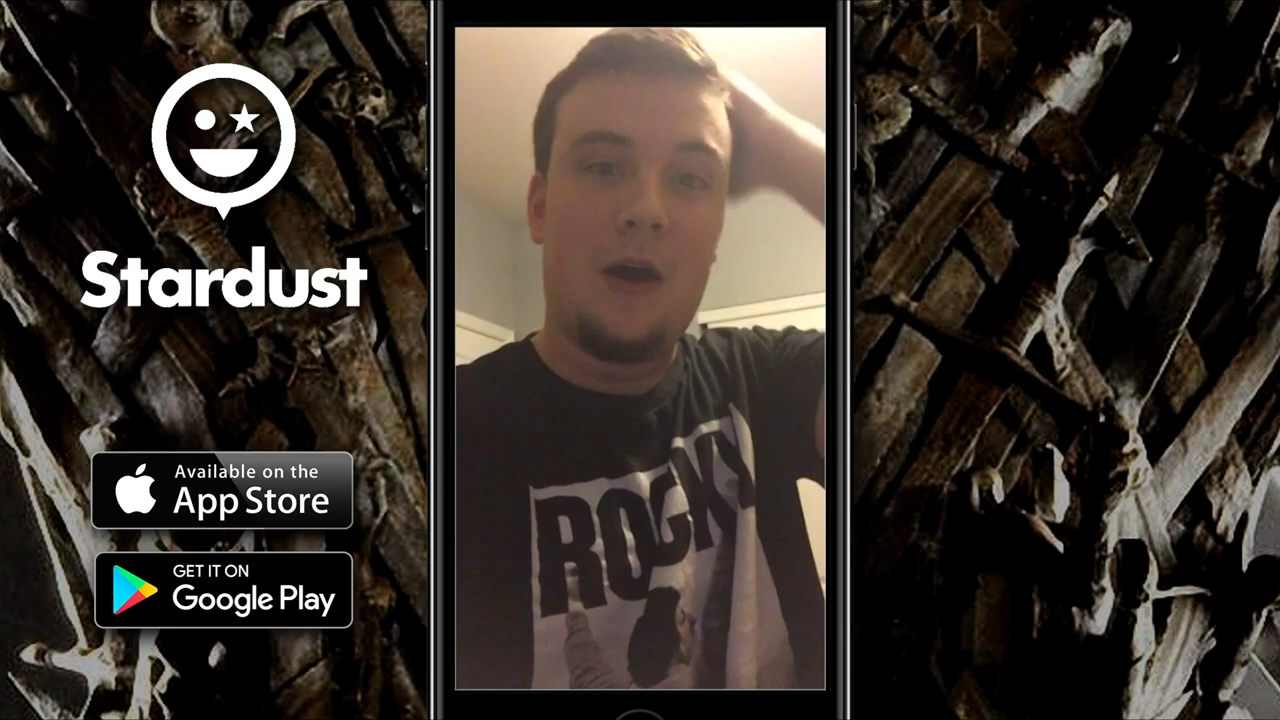 Stardust
Available on the
App Store
GET IT ON
Google Play
ROCKY